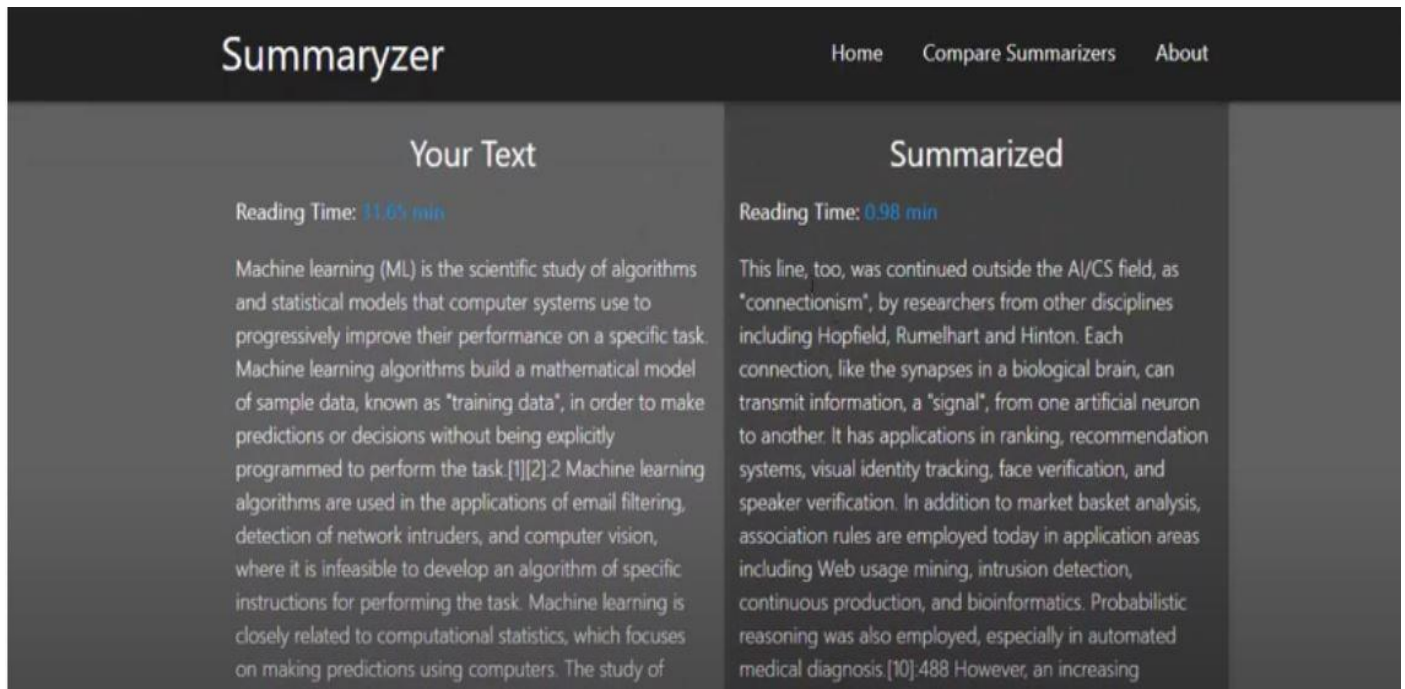 Summaryzer
Home Compare Summarizers About
Your Text
Reading Time: 31.65 min
Machine learning (ML) is the scientific study of algorithms
and statistical models that computer systems use to
progressively improve their performance on a specific task.
Machine learning algorithms build a mathematical model
of sample data, known as "training data", in order to make
predictions or decisions without being explicitly
programmed to perform the task.[1][2]:2 Machine learning
algorithms are used in the applications of email filtering,
detection of network intruders, and computer vision,
where it is infeasible to develop an algorithm of specific
instructions for performing the task. Machine learning is
closely related to computational statistics, which focuses
on making predictions using computers. The study of
Summarized
Reading Time: 0.98 min
This line, too, was continued outside the AI/CS field, as
"connectionism", by researchers from other disciplines
including Hopfield, Rumelhart and Hinton. Each
connection, like the synapses in a biological brain, can
transmit information, a "signal", from one artificial neuron
to another. It has applications in ranking, recommendation
systems, visual identity tracking, face verification, and
speaker verification. In addition to market basket analysis,
association rules are employed today in application areas
including Web usage mining, intrusion detection,
continuous production, and bioinformatics. Probabilistic
reasoning was also employed, especially in automated
medical diagnosis.[10]:488 However, an increasing